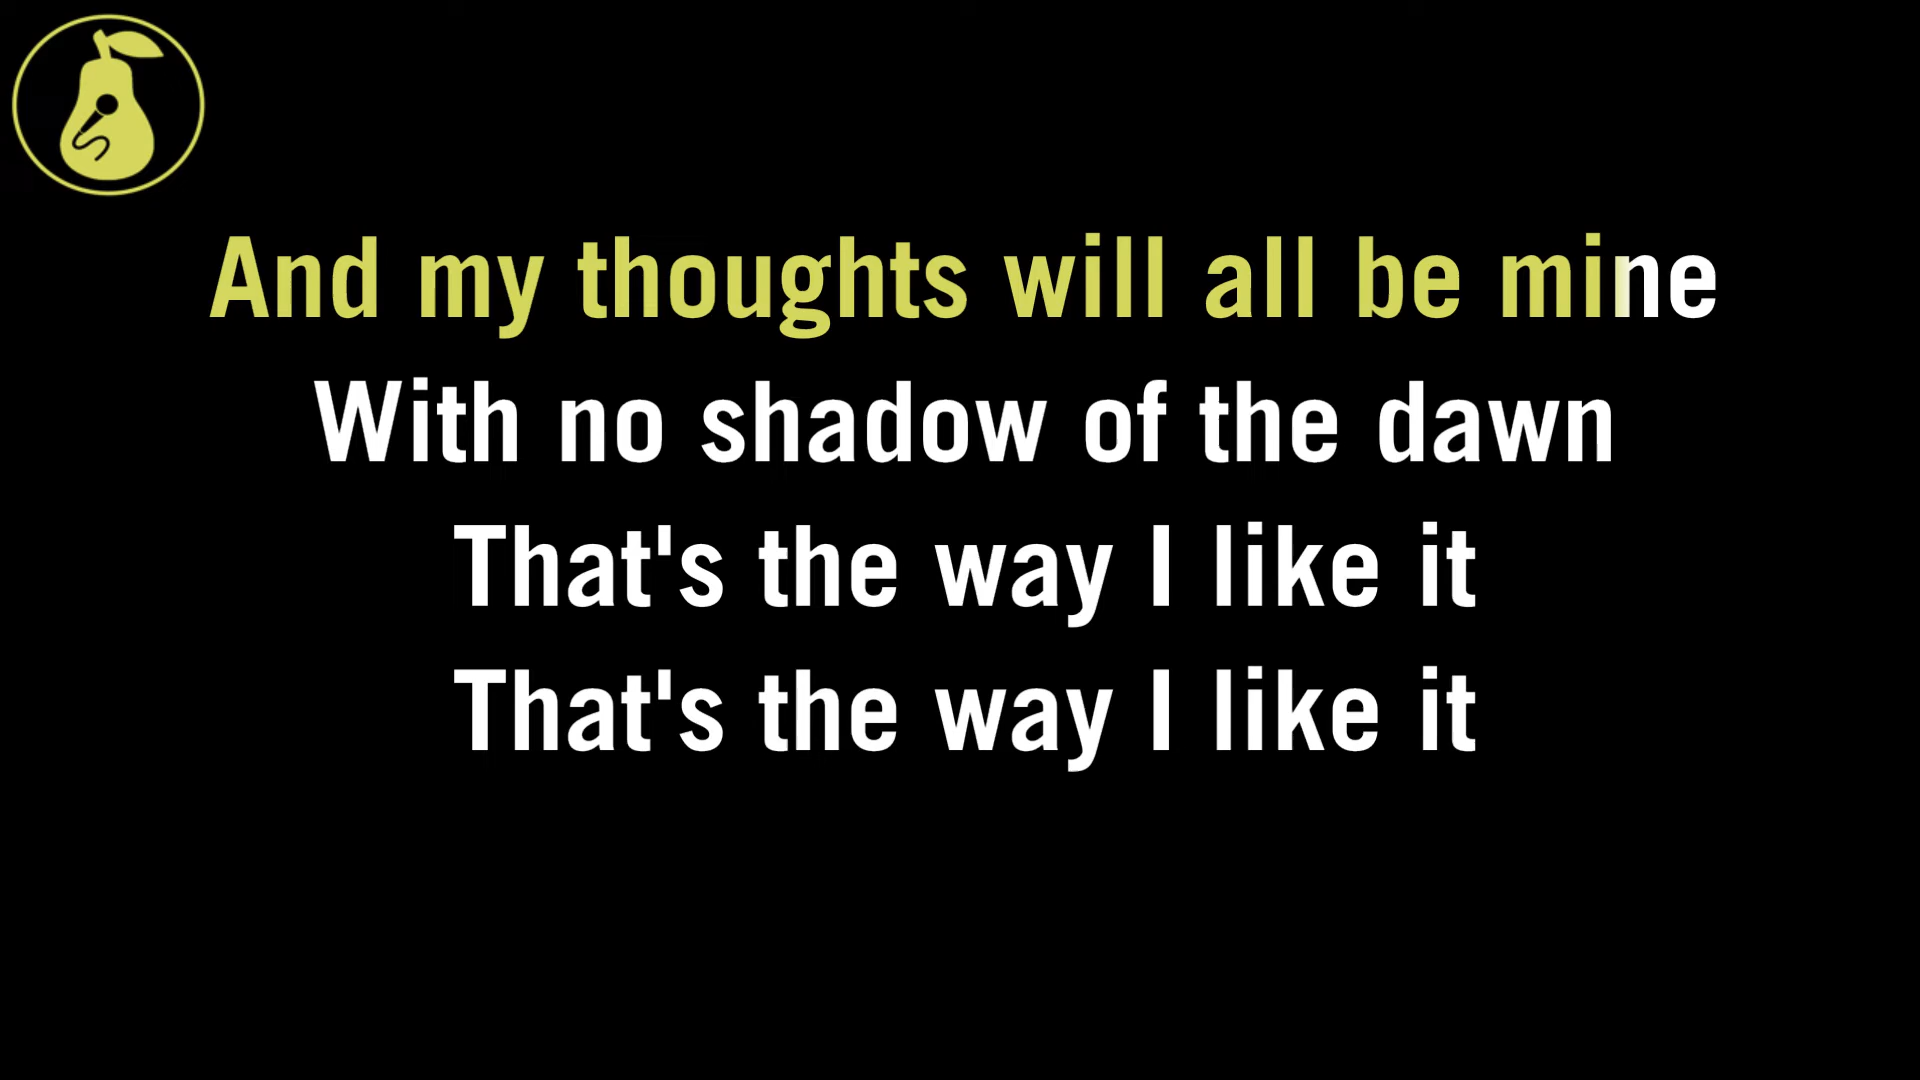 And my thoughts will all be mine
With no shadow of the dawn
That's the way I like it
That's the way I like it